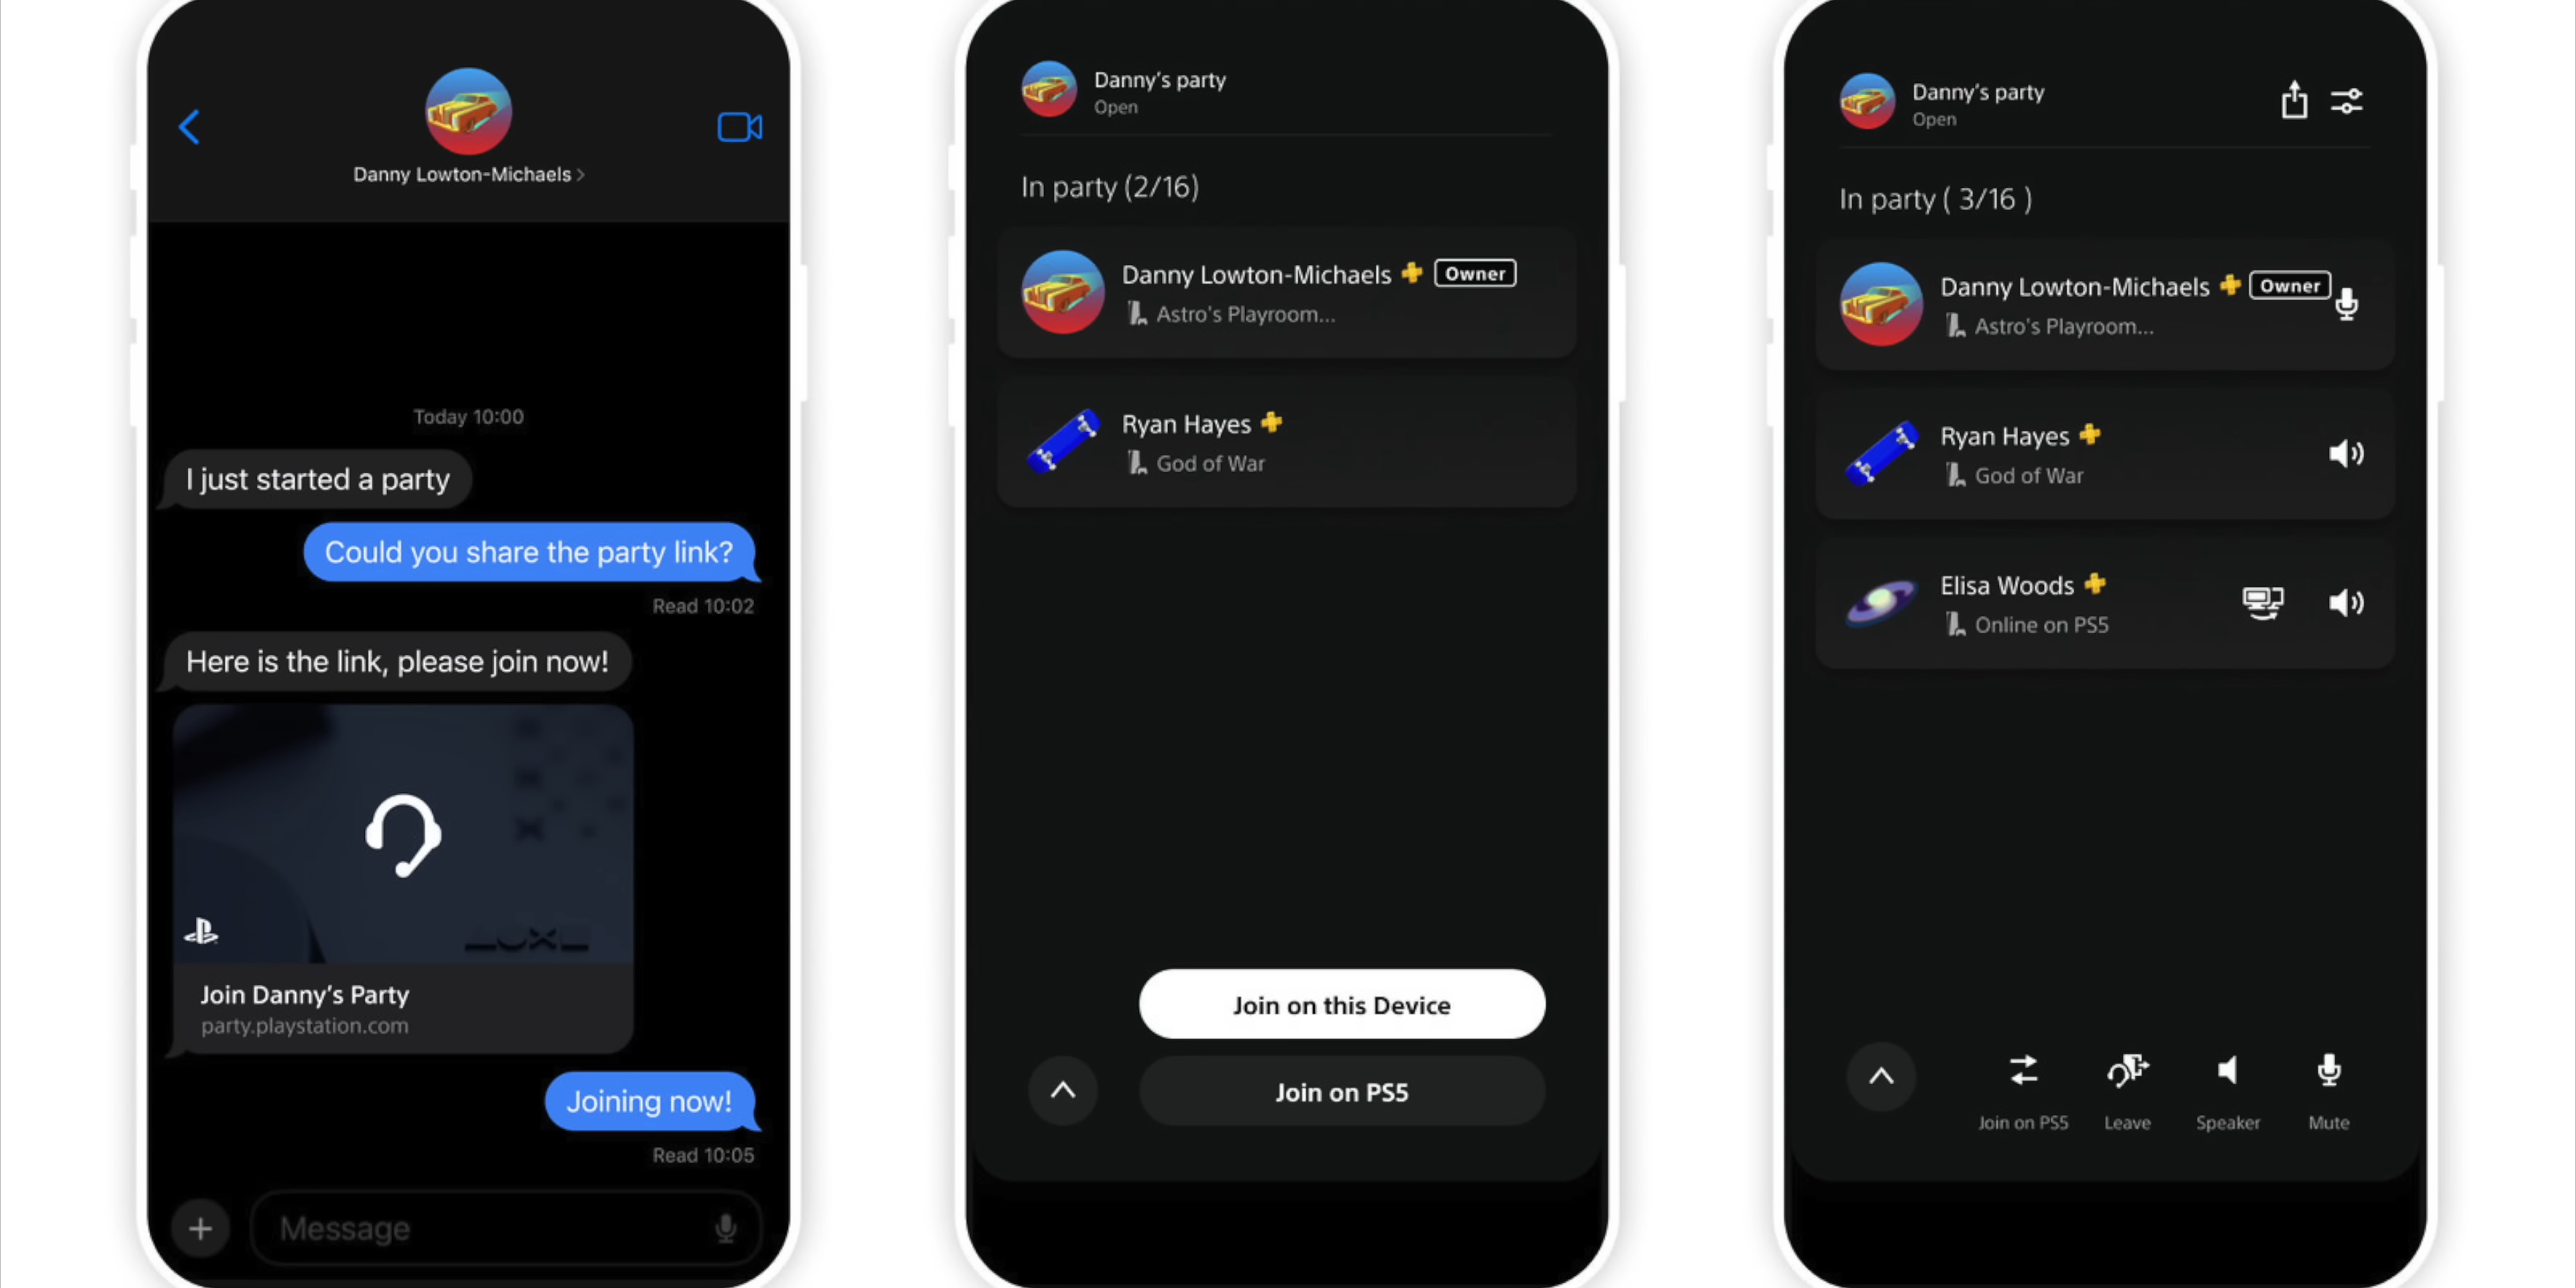 Danny Lowton-Michaels
Today 10:00
I just started a party
Could you share the party link?
Read 10:02
Here is the link, please join now!
Join Danny's Party
party.playstation.com
Joining now!
Read 10:05
Message
Danny's party
Open
In party (2/16)
Danny Lowton-Michaels Owner
Astro's Playroom...
Ryan Hayes
God of War
Join on this Device
Join on PS5
Danny's party
Open
In party ( 3/16 )
Danny Lowton-Michaels Owner
Astro's Playroom...
Ryan Hayes
God of War
Elisa Woods
Online on PS5
Join on PS5 Leave Speaker Mute